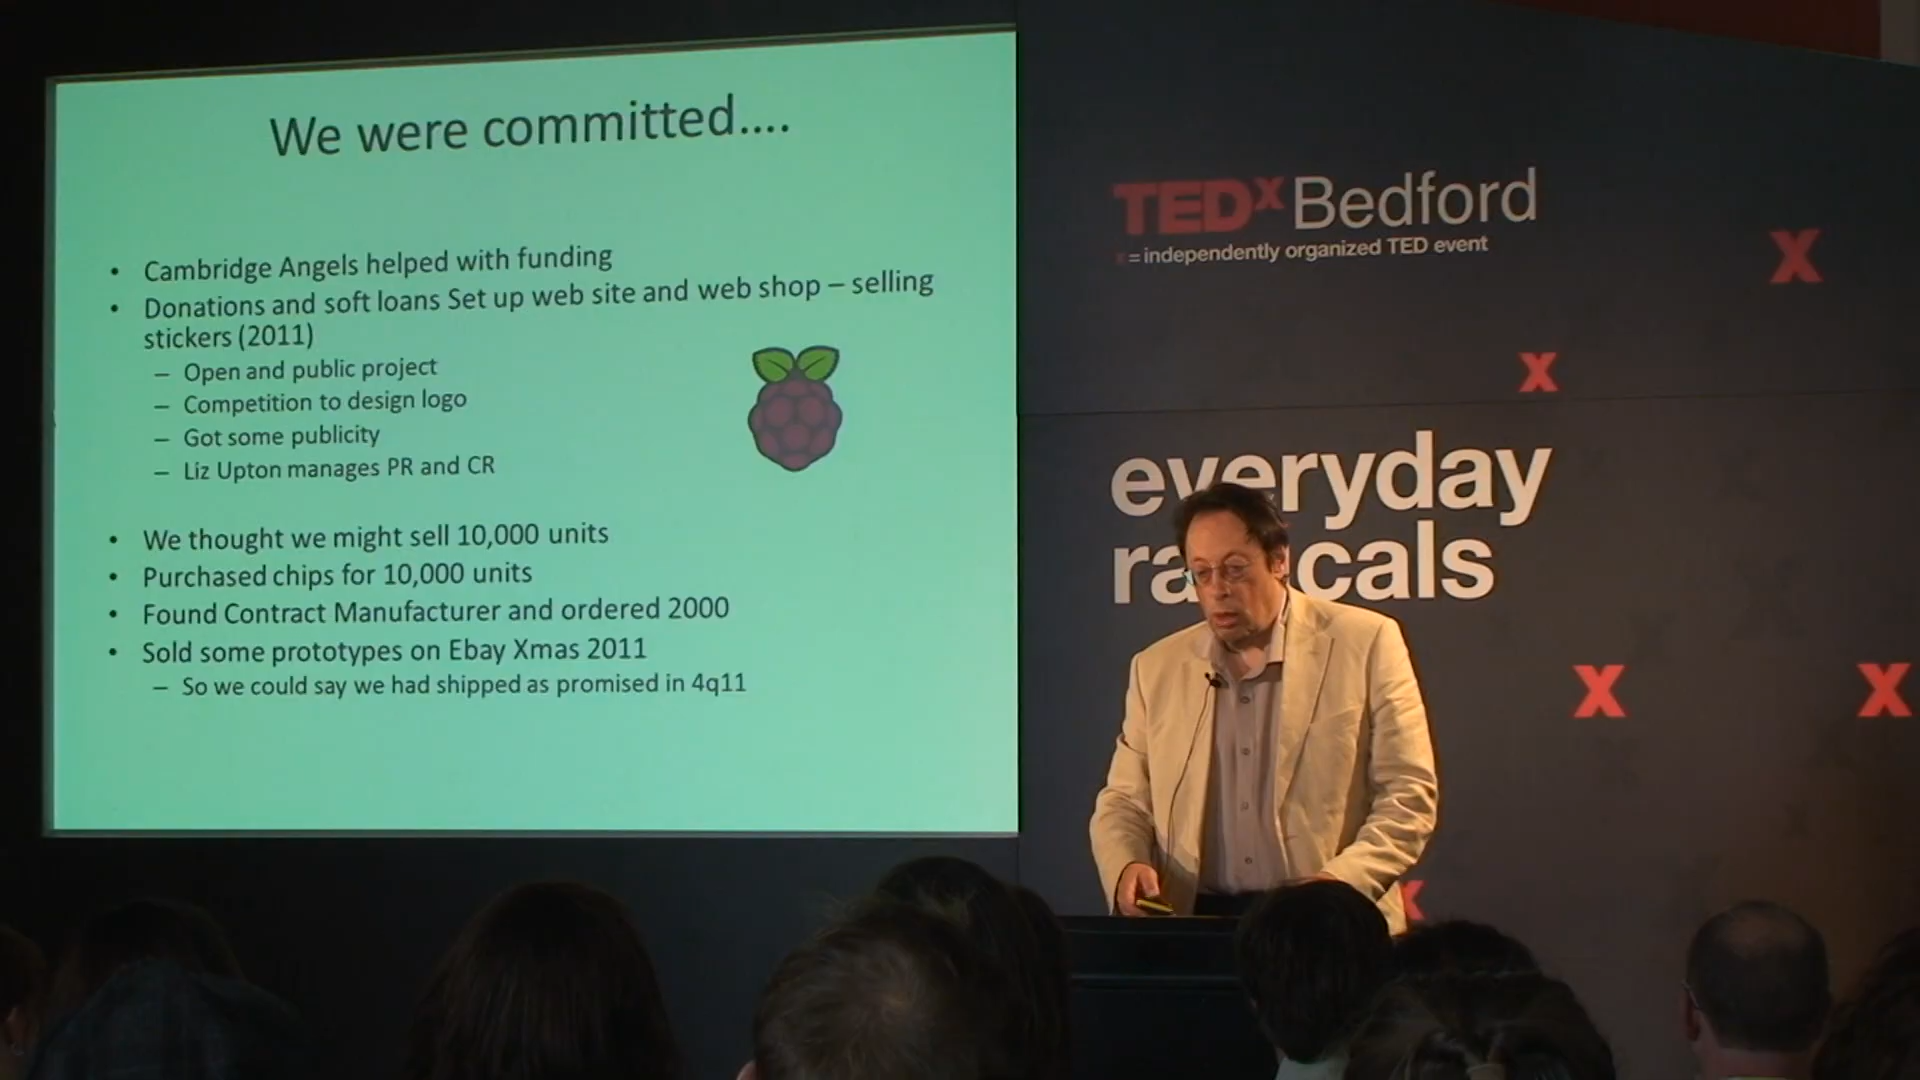 We were committed....
• Cambridge Angels helped with funding
• Donations and soft loans Set up web site and web shop – selling
stickers (2011)
– Open and public project
– Competition to design logo
– Got some publicity
– Liz Upton manages PR and CR
• We thought we might sell 10,000 units
• Purchased chips for 10,000 units
• Found Contract Manufacturer and ordered 2000
• Sold some prototypes on Ebay Xmas 2011
– So we could say we had shipped as promised in 4q11
TEDx Bedford
x = independently organized TED event
x
x
everyday
ra cals
x
x
x